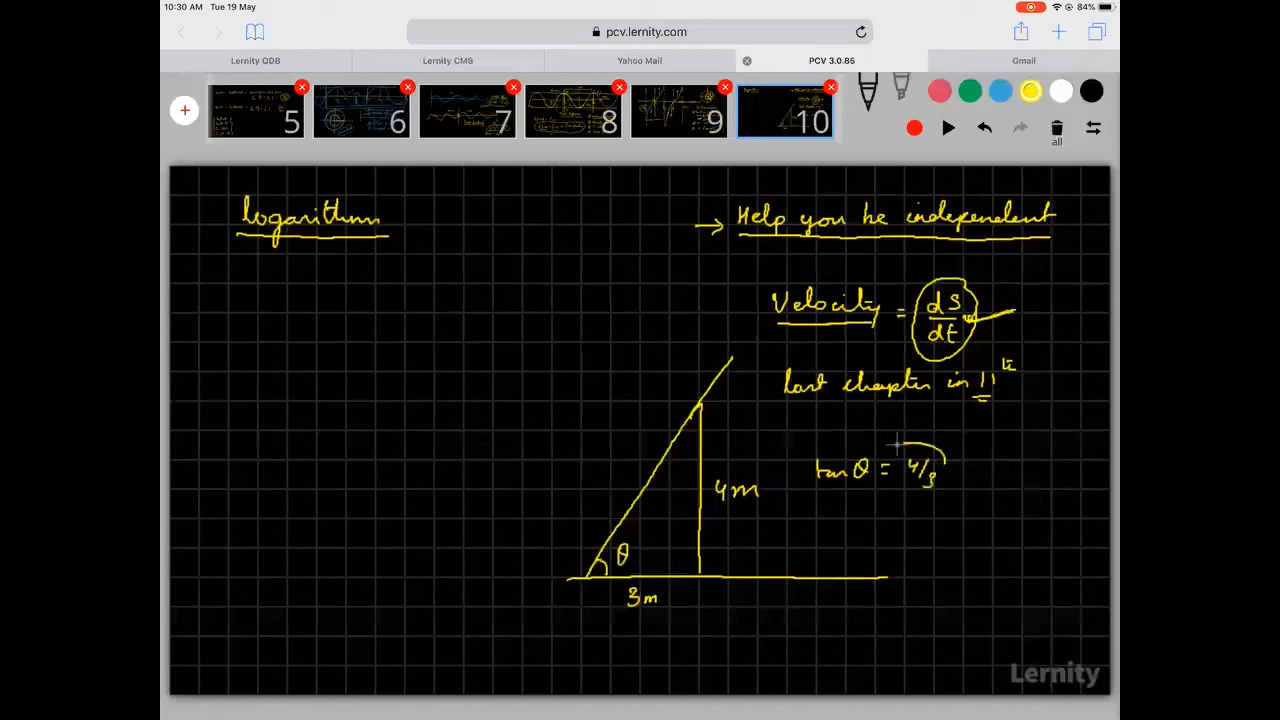 10:30 AM Tue 19 May
84%
pcv.lernity.com
Lernity QDB
Lernity CMS
Yahoo Mail
PCV 3.0.85
Gmail
5
6
7
8
9
10
all
logarithm
→ Help you be independent
Velocity = dS/dt
last chapter in 11th
tanθ = 4/3
4m
θ
3m
Lernity